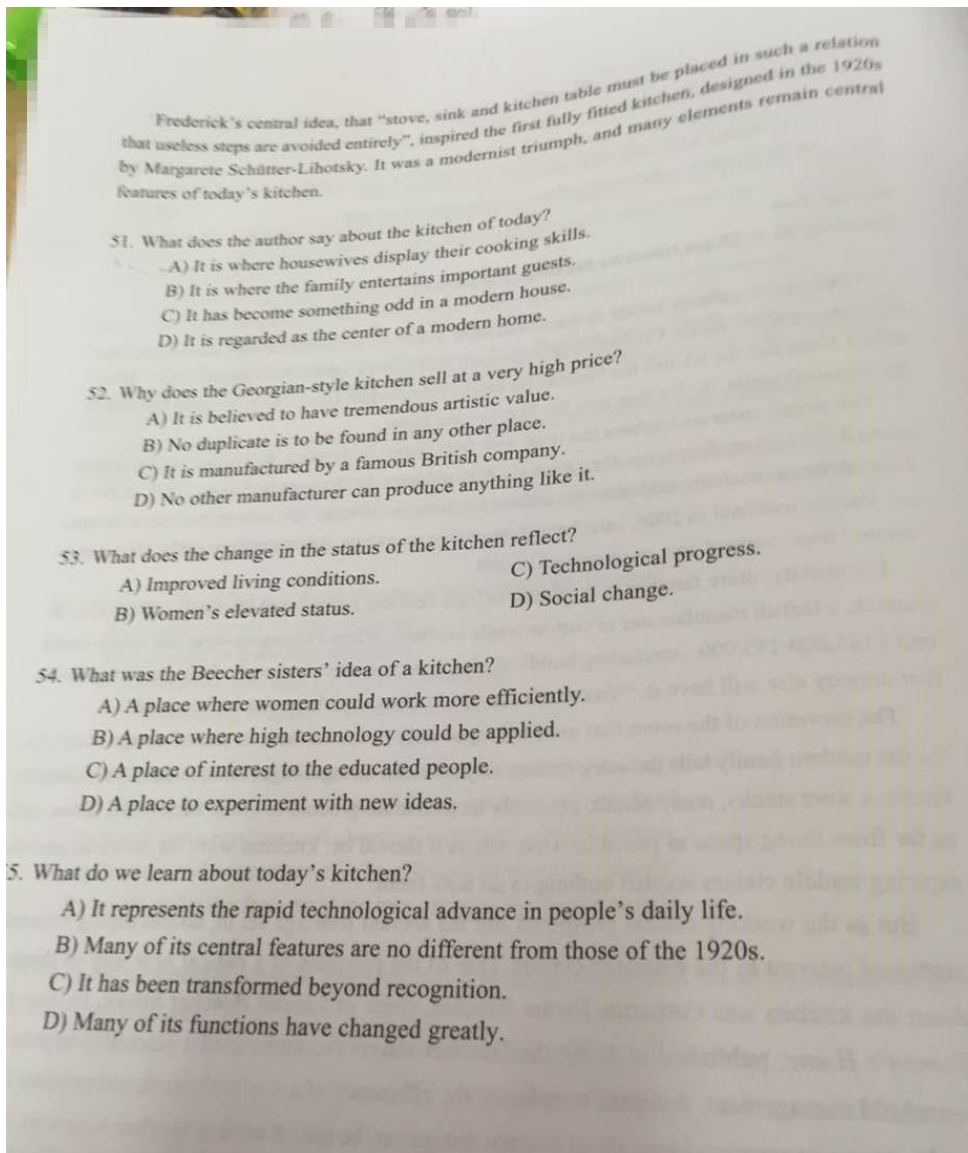 Frederick's central idea, that "stove, sink and kitchen table must be placed in such a relation
that useless steps are avoided entirely", inspired the first fully fitted kitchen, designed in the 1920s
by Margarete Schütter-Lihotsky. It was a modernist triumph, and many elements remain central
features of today's kitchen.
51. What does the author say about the kitchen of today?
A) It is where housewives display their cooking skills.
B) It is where the family entertains important guests.
C) It has become something odd in a modern house.
D) It is regarded as the center of a modern home.
52. Why does the Georgian-style kitchen sell at a very high price?
A) It is believed to have tremendous artistic value.
B) No duplicate is to be found in any other place.
C) It is manufactured by a famous British company.
D) No other manufacturer can produce anything like it.
53. What does the change in the status of the kitchen reflect?
A) Improved living conditions. C) Technological progress.
B) Women's elevated status. D) Social change.
54. What was the Beecher sisters' idea of a kitchen?
A) A place where women could work more efficiently.
B) A place where high technology could be applied.
C) A place of interest to the educated people.
D) A place to experiment with new ideas.
5. What do we learn about today's kitchen?
A) It represents the rapid technological advance in people's daily life.
B) Many of its central features are no different from those of the 1920s.
C) It has been transformed beyond recognition.
D) Many of its functions have changed greatly.